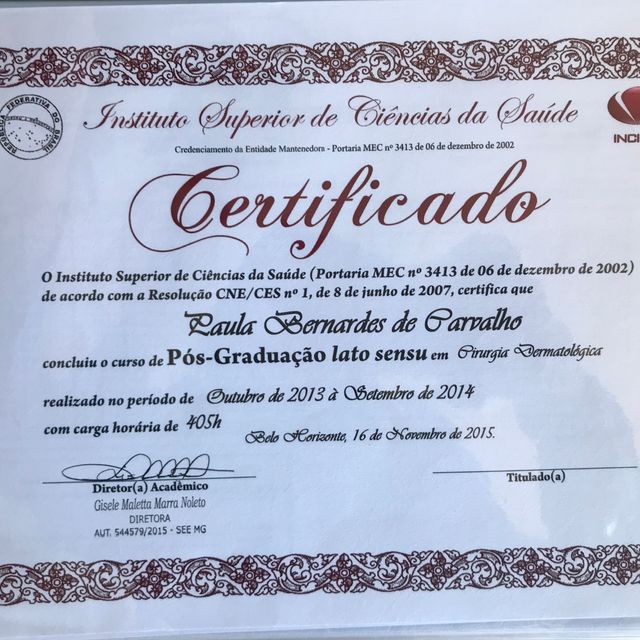 Instituto Superior de Ciências da Saúde
REPÚBLICA FEDERATIVA DO BRASIL
INCI
Credenciamento da Entidade Mantenedora - Portaria MEC nº 3413 de 06 de dezembro de 2002
Certificado
O Instituto Superior de Ciências da Saúde (Portaria MEC nº 3413 de 06 de dezembro de 2002)
de acordo com a Resolução CNE/CES nº 1, de 8 de junho de 2007, certifica que
Paula Bernardes de Carvalho
concluiu o curso de Pós-Graduação lato sensu em Cirurgia Dermatológica
realizado no período de Outubro de 2013 à Setembro de 2014
com carga horária de 405h
Belo Horizonte, 16 de Novembro de 2015.
Diretor(a) Acadêmico
Titulado(a)
Gisele Maletta Marra Noleto
DIRETORA
AUT. 544579/2015 - SEE MG